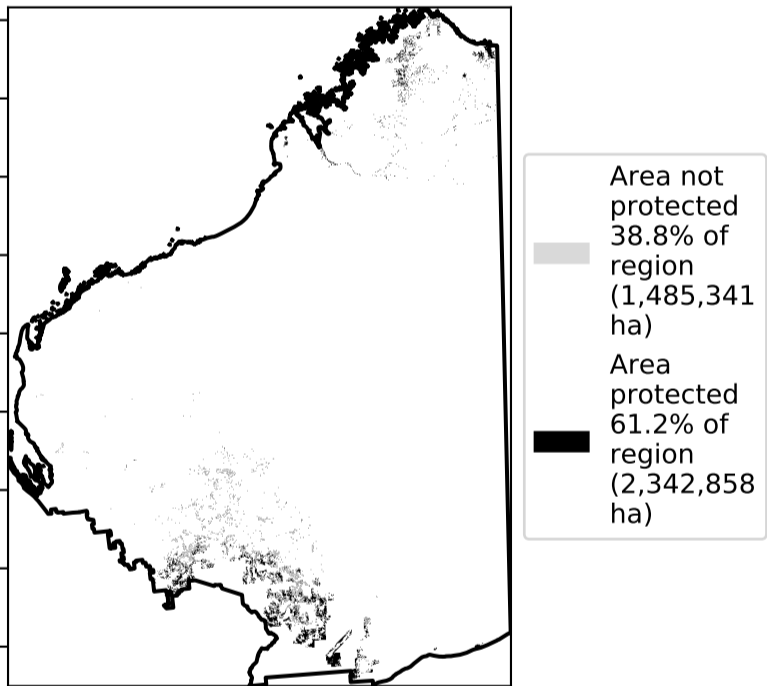 Area not
protected
38.8% of
region
(1,485,341
ha)
Area
protected
61.2% of
region
(2,342,858
ha)